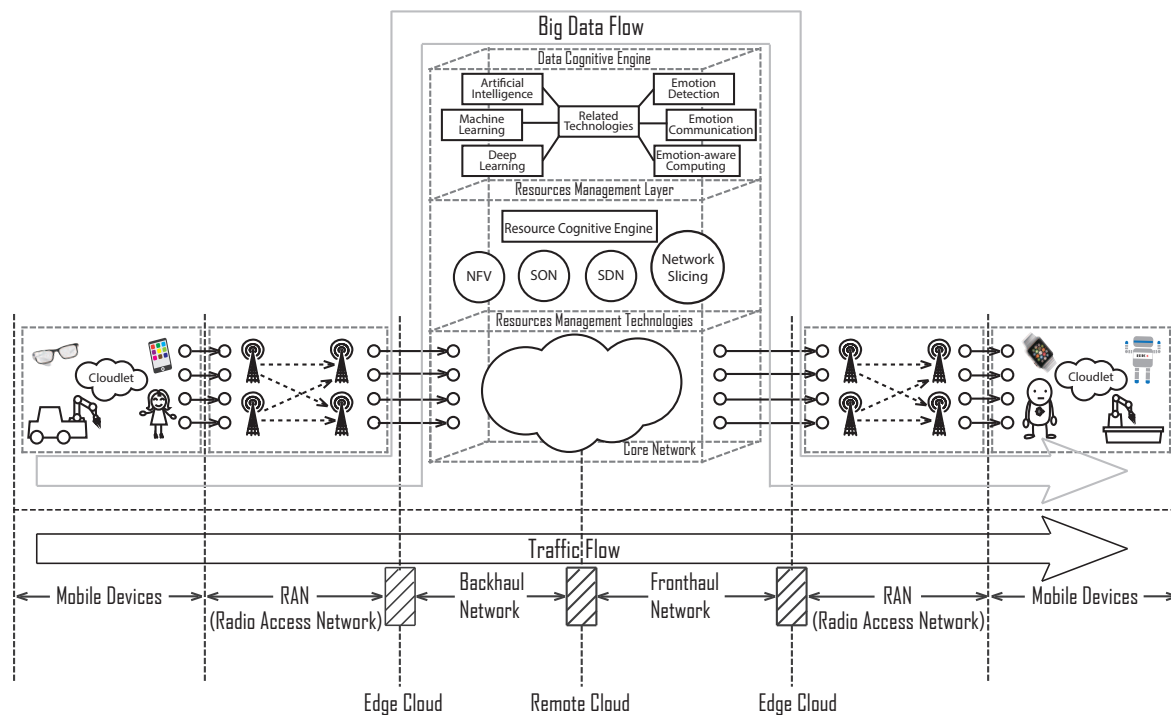 Big Data Flow
Data Cognitive Engine
Artificial
Intelligence
Emotion
Detection
Machine
Learning
Related
Technologies
Emotion
Communication
Deep
Learning
Emotion-aware
Computing
Resources Management Layer
Resource Cognitive Engine
NFV
SON
SDN
Network
Slicing
Resources Management Technologies
Cloudlet
Cloudlet
Core Network
Traffic Flow
Mobile Devices
RAN
(Radio Access Network)
Backhaul
Network
Fronthaul
Network
RAN
(Radio Access Network)
Mobile Devices
Edge Cloud
Remote Cloud
Edge Cloud